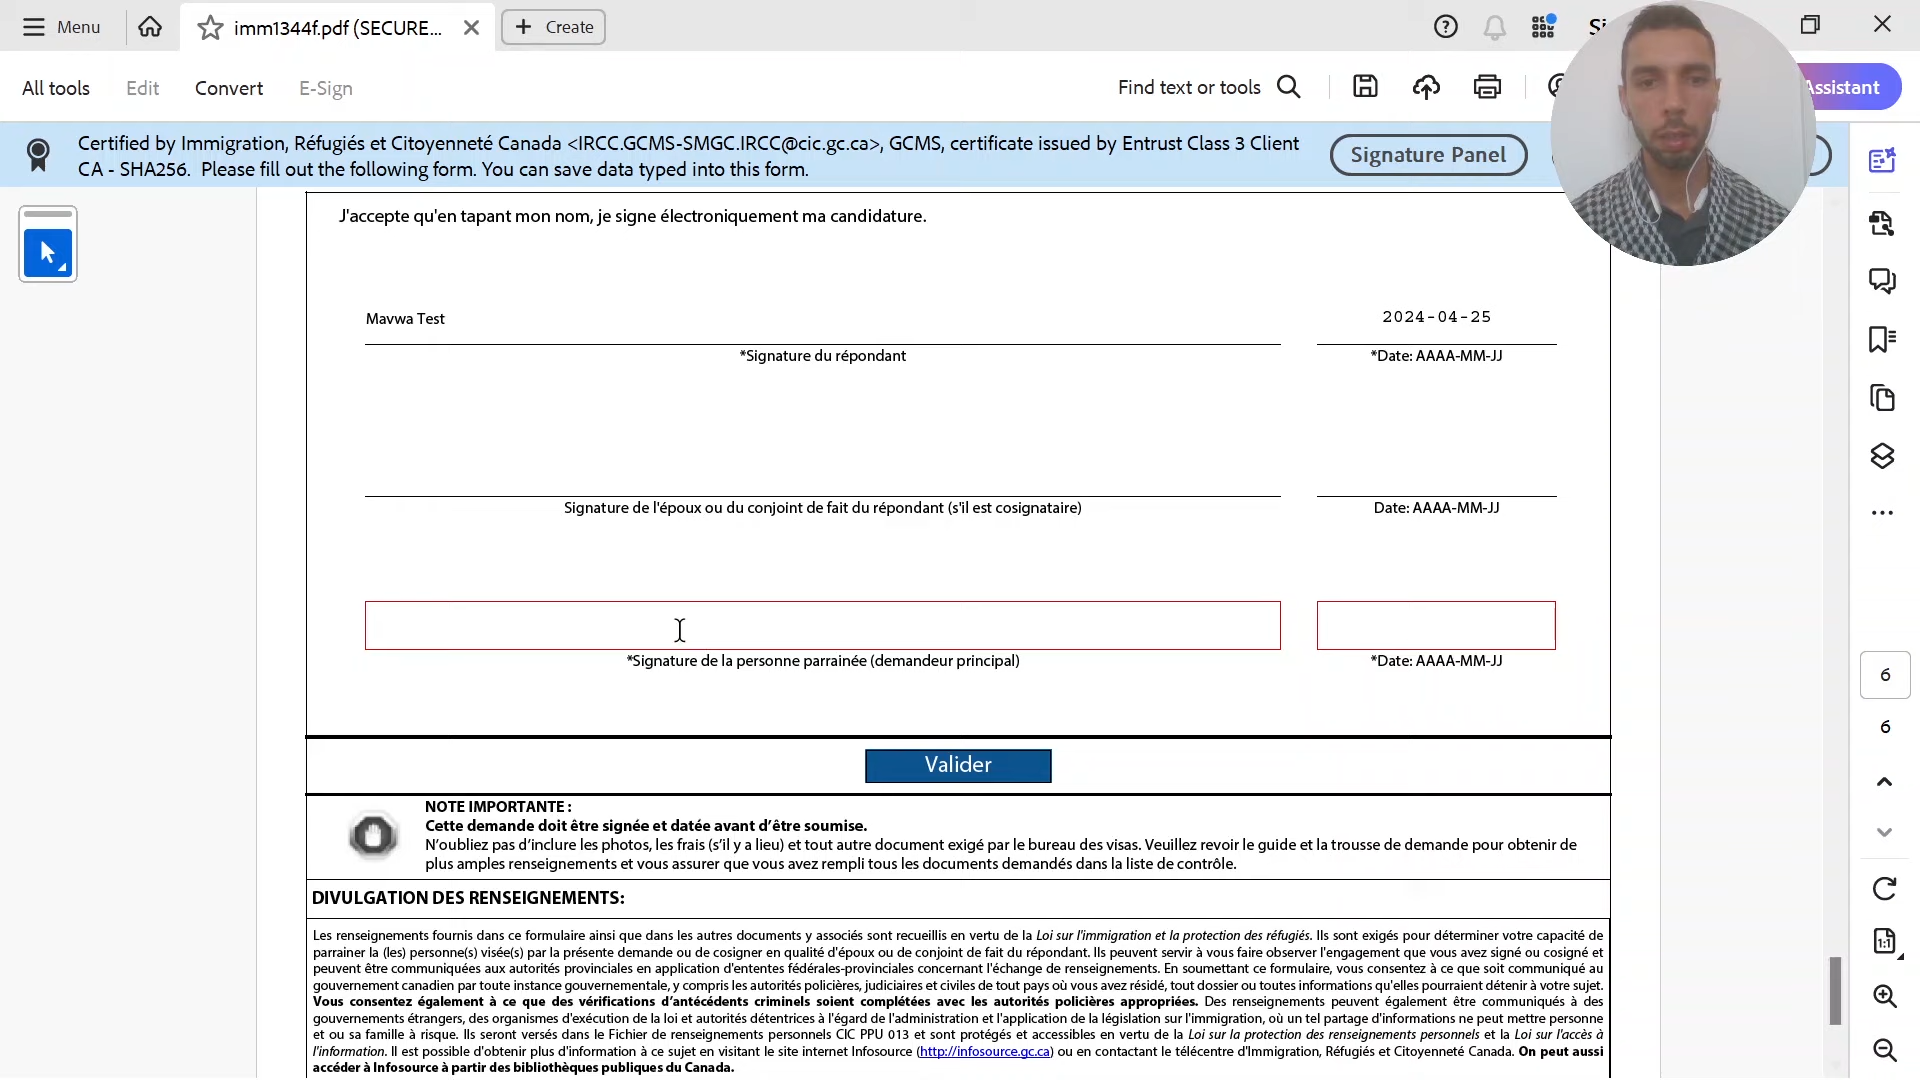 Menu
imm1344f.pdf (SECURE...
Create
All tools
Edit
Convert
E-Sign
Find text or tools
Assistant
Certified by Immigration, Réfugiés et Citoyenneté Canada <IRCC.GCMS-SMGC.IRCC@cic.gc.ca>, GCMS, certificate issued by Entrust Class 3 Client
CA - SHA256.  Please fill out the following form. You can save data typed into this form.
Signature Panel
J'accepte qu'en tapant mon nom, je signe électroniquement ma candidature.
Mavwa Test
2024-04-25
*Signature du répondant
*Date: AAAA-MM-JJ
Signature de l'époux ou du conjoint de fait du répondant (s'il est cosignataire)
Date: AAAA-MM-JJ
*Signature de la personne parrainée (demandeur principal)
*Date: AAAA-MM-JJ
6
6
Valider
NOTE IMPORTANTE :
Cette demande doit être signée et datée avant d’être soumise.
N’oubliez pas d’inclure les photos, les frais (s’il y a lieu) et tout autre document exigé par le bureau des visas. Veuillez revoir le guide et la trousse de demande pour obtenir de
plus amples renseignements et vous assurer que vous avez rempli tous les documents demandés dans la liste de contrôle.
DIVULGATION DES RENSEIGNEMENTS:
Les renseignements fournis dans ce formulaire ainsi que dans les autres documents y associés sont recueillis en vertu de la Loi sur l'immigration et la protection des réfugiés. Ils sont exigés pour déterminer votre capacité de
parrainer la (les) personne(s) visée(s) par la présente demande ou de cosigner en qualité d'époux ou de conjoint de fait du répondant. Ils peuvent servir à vous faire observer l'engagement que vous avez signé ou cosigné et
peuvent être communiquées aux autorités provinciales en application d'ententes fédérales-provinciales concernant l'échange de renseignements. En soumettant ce formulaire, vous consentez à ce que soit communiqué au
gouvernement canadien par toute instance gouvernementale, y compris les autorités policières, judiciaires et civiles de tout pays où vous avez résidé, tout dossier ou toutes informations qu'elles pourraient détenir à votre sujet.
Vous consentez également à ce que des vérifications d’antécédents criminels soient complétées avec les autorités policières appropriées. Des renseignements peuvent également être communiqués à des
gouvernements étrangers, des organismes d'exécution de la loi et autorités détentrices à l'égard de l'administration et l'application de la législation sur l'immigration, où un tel partage d'informations ne peut mettre personne
et ou sa famille à risque. Ils seront versés dans le Fichier de renseignements personnels CIC PPU 013 et sont protégés et accessibles en vertu de la Loi sur la protection des renseignements personnels et la Loi sur l'accès à
l'information. Il est possible d'obtenir plus d'information à ce sujet en visitant le site internet Infosource (http://infosource.gc.ca) ou en contactant le télécentre d'Immigration, Réfugiés et Citoyenneté Canada. On peut aussi
accéder à Infosource à partir des bibliothèques publiques du Canada.